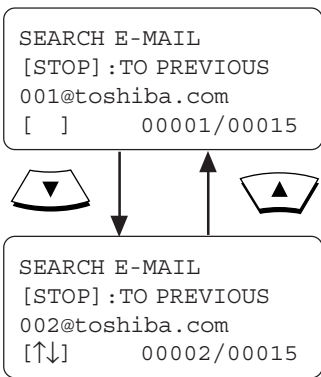 SEARCH E-MAIL
[STOP]:TO PREVIOUS
001@toshiba.com
[  ]     00001/00015
▼
▲
SEARCH E-MAIL
[STOP]:TO PREVIOUS
002@toshiba.com
[↑↓]     00002/00015